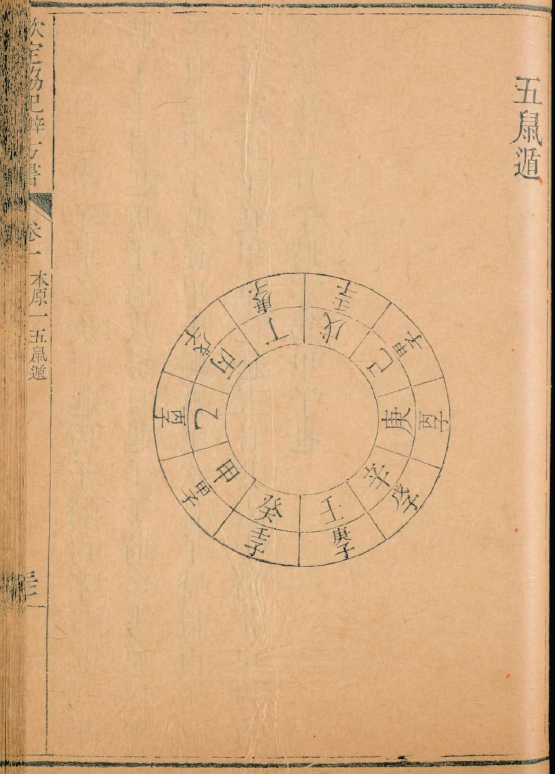 五鼠遁
甲子
丙子
戊子
庚子
壬子
甲子
丙子
戊子
庚子
壬子
甲
乙
丙
丁
戊
己
庚
辛
壬
癸
欽定協紀辨方書
卷一
本原一 五鼠遁